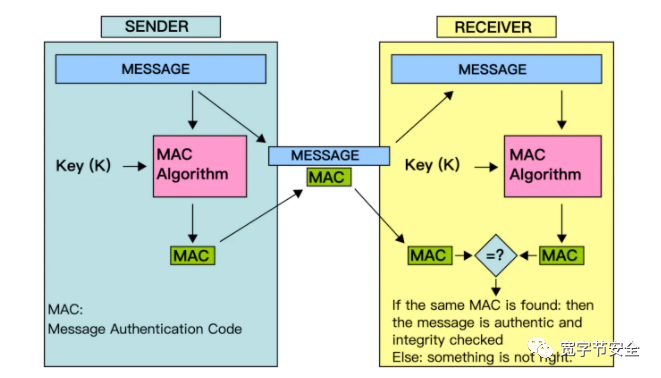 SENDER
RECEIVER
MESSAGE
MESSAGE
Key (K)
MAC
Algorithm
MESSAGE
MAC
Key (K)
MAC
Algorithm
MAC
MAC
=?
MAC
MAC:
Message Authentication Code
If the same MAC is found: then
the message is authentic and
integrity checked
Else: something is not right.
宽字节安全